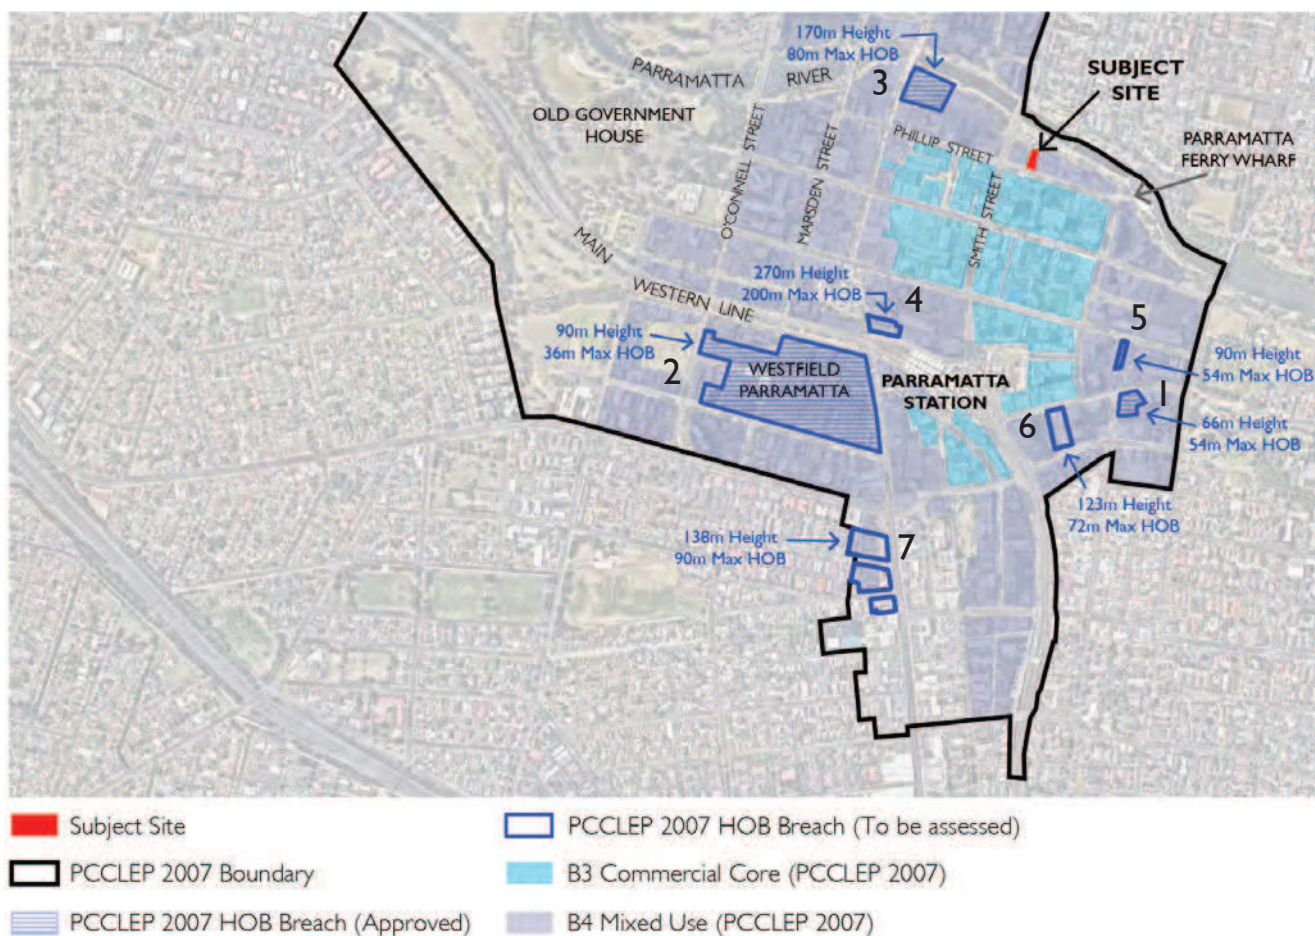 170m Height
80m Max HOB
3
PARRAMATTA
RIVER
SUBJECT
SITE
OLD GOVERNMENT
HOUSE
PARRAMATTA
FERRY WHARF
PHILLIP STREET
O'CONNELL STREET
MARSDEN STREET
SMITH STREET
MAIN
WESTERN LINE
270m Height
200m Max HOB
4
5
90m Height
36m Max HOB
2
WESTFIELD
PARRAMATTA
PARRAMATTA
STATION
90m Height
54m Max HOB
1
66m Height
54m Max HOB
6
123m Height
72m Max HOB
138m Height
90m Max HOB
7
Subject Site
PCCLEP 2007 HOB Breach (To be assessed)
PCCLEP 2007 Boundary
B3 Commercial Core (PCCLEP 2007)
PCCLEP 2007 HOB Breach (Approved)
B4 Mixed Use (PCCLEP 2007)